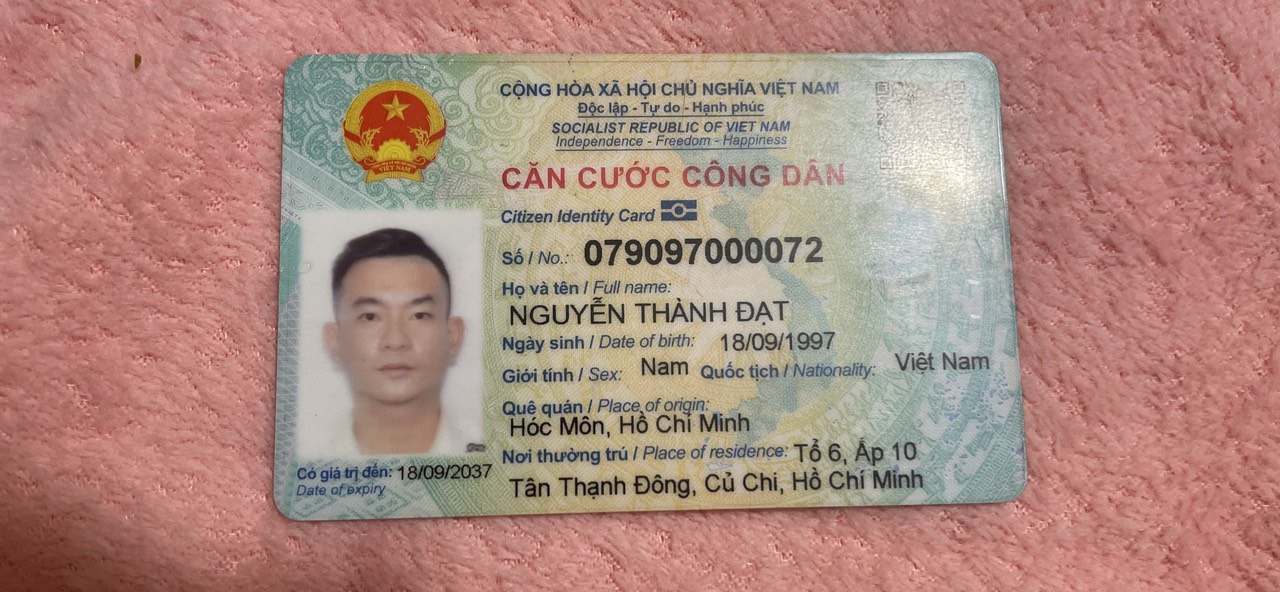 CỘNG HÒA XÃ HỘI CHỦ NGHĨA VIỆT NAM
Độc lập - Tự do - Hạnh phúc
SOCIALIST REPUBLIC OF VIET NAM
Independence - Freedom - Happiness
CĂN CƯỚC CÔNG DÂN
Citizen Identity Card
Số / No.: 079097000072
Họ và tên / Full name:
NGUYỄN THÀNH ĐẠT
Ngày sinh / Date of birth: 18/09/1997
Giới tính / Sex: Nam Quốc tịch / Nationality: Việt Nam
Quê quán / Place of origin:
Hóc Môn, Hồ Chí Minh
Nơi thường trú / Place of residence: Tổ 6, Ấp 10
Tân Thạnh Đông, Củ Chi, Hồ Chí Minh
Có giá trị đến: 18/09/2037
Date of expiry
VIỆT NAM